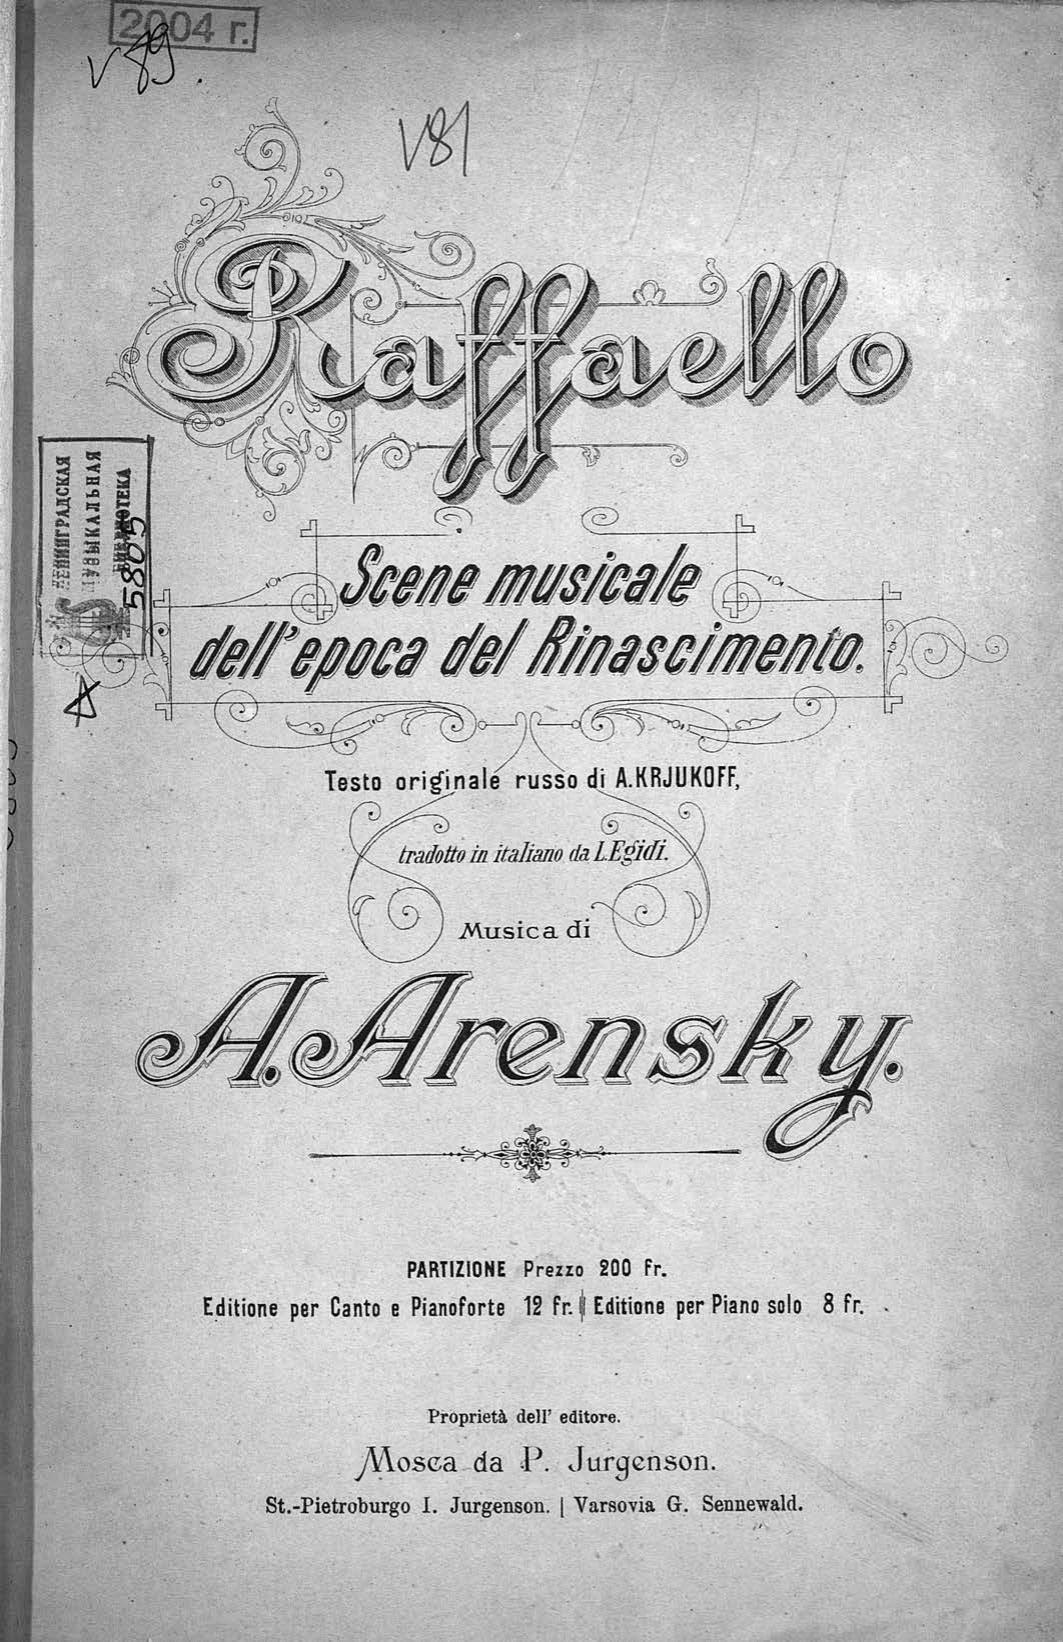 2004 г.
V 89.
V81
Raffaello
ЛЕНИНГРАДСКАЯ
МУЗЫКАЛЬНАЯ
БИБЛИОТЕКА
5805
Scene musicale
dell'epoca del Rinascimento.
Testo originale russo di A. KRJUKOFF,
tradotto in italiano da L. Egidi.
Musica di
A. Arensky.
PARTIZIONE Prezzo 200 fr.
Editione per Canto e Pianoforte 12 fr. | Editione per Piano solo 8 fr.
Proprietà dell' editore.
Mosca da P. Jurgenson.
St.-Pietroburgo I. Jurgenson. | Varsovia G. Sennewald.